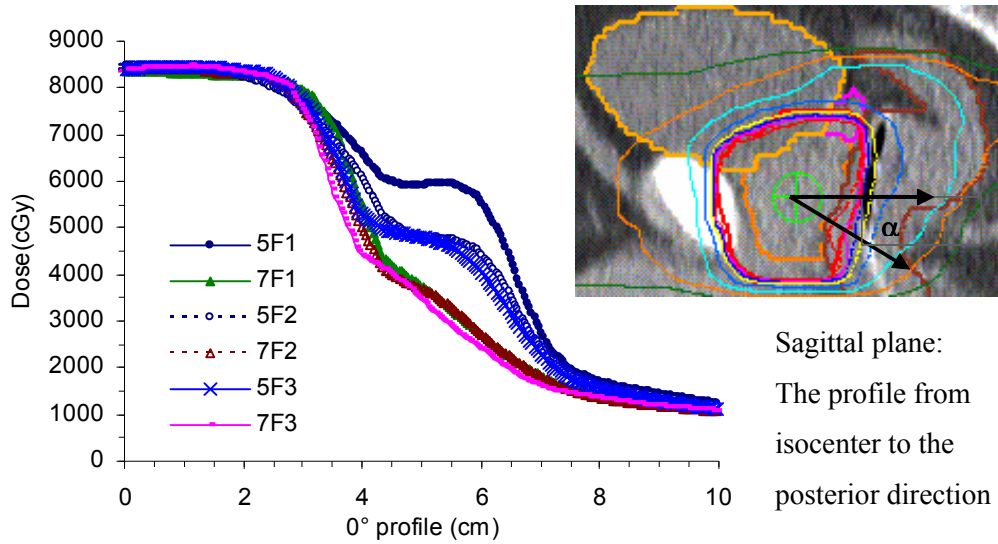 9000
8000
7000
6000
5000
4000
3000
2000
1000
0
Dose(cGy)
5F1
7F1
5F2
7F2
5F3
7F3
0 2 4 6 8 10
0° profile (cm)
α
Sagittal plane:
The profile from
isocenter to the
posterior direction